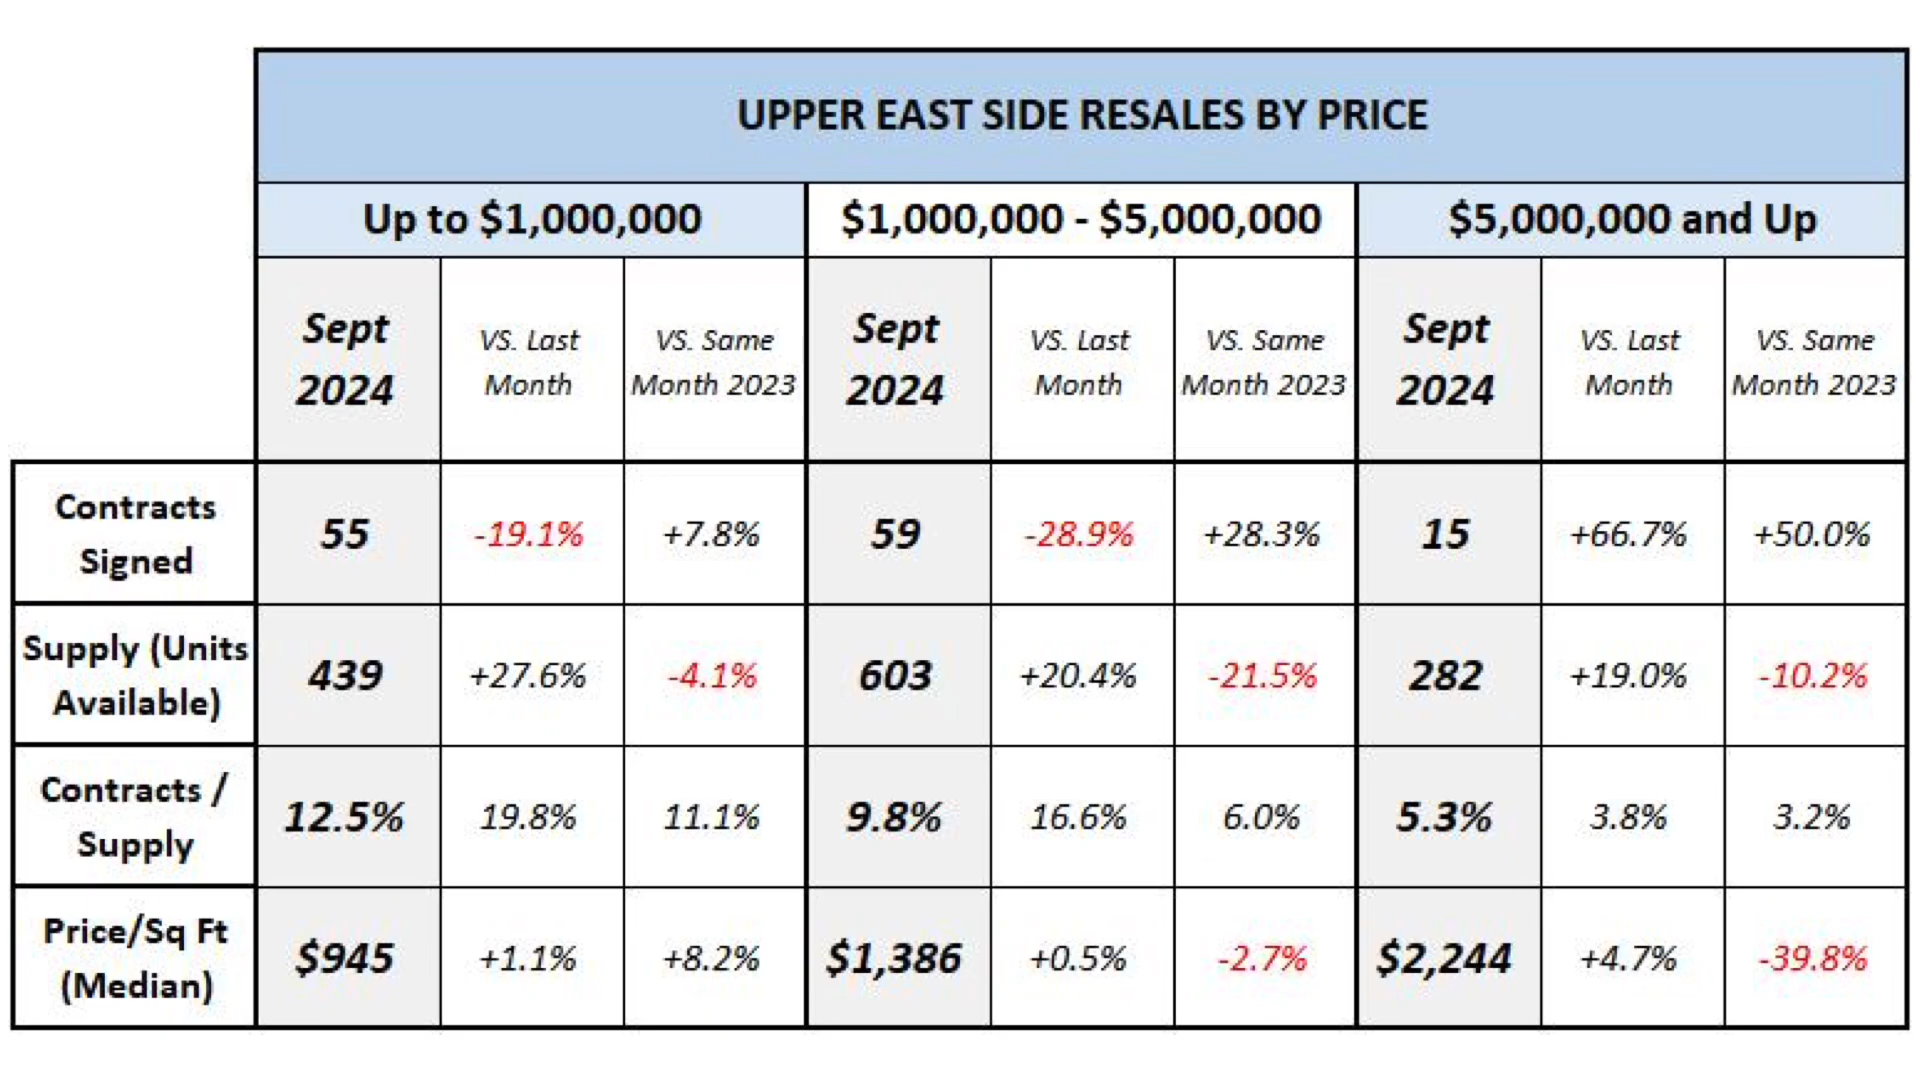 UPPER EAST SIDE RESALES BY PRICE
Up to $1,000,000 $1,000,000 - $5,000,000 $5,000,000 and Up
Sept 2024 VS. Last Month VS. Same Month 2023 Sept 2024 VS. Last Month VS. Same Month 2023 Sept 2024 VS. Last Month VS. Same Month 2023
Contracts Signed 55 -19.1% +7.8% 59 -28.9% +28.3% 15 +66.7% +50.0%
Supply (Units Available) 439 +27.6% -4.1% 603 +20.4% -21.5% 282 +19.0% -10.2%
Contracts / Supply 12.5% 19.8% 11.1% 9.8% 16.6% 6.0% 5.3% 3.8% 3.2%
Price/Sq Ft (Median) $945 +1.1% +8.2% $1,386 +0.5% -2.7% $2,244 +4.7% -39.8%